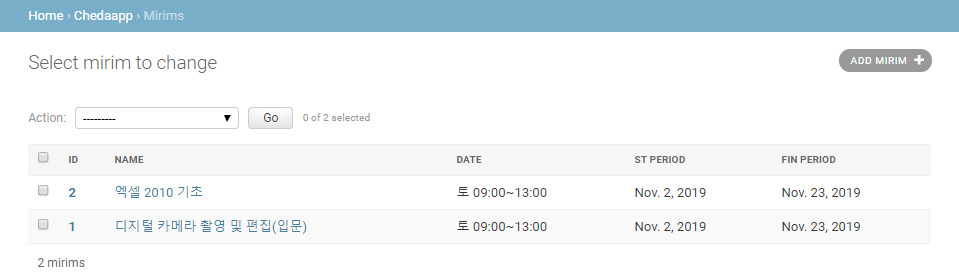 Home › Chedaapp › Mirims
Select mirim to change
ADD MIRIM +
Action: --------- Go 0 of 2 selected
ID NAME DATE ST PERIOD FIN PERIOD
2 엑셀 2010 기초 토 09:00~13:00 Nov. 2, 2019 Nov. 23, 2019
1 디지털 카메라 촬영 및 편집(입문) 토 09:00~13:00 Nov. 2, 2019 Nov. 23, 2019
2 mirims